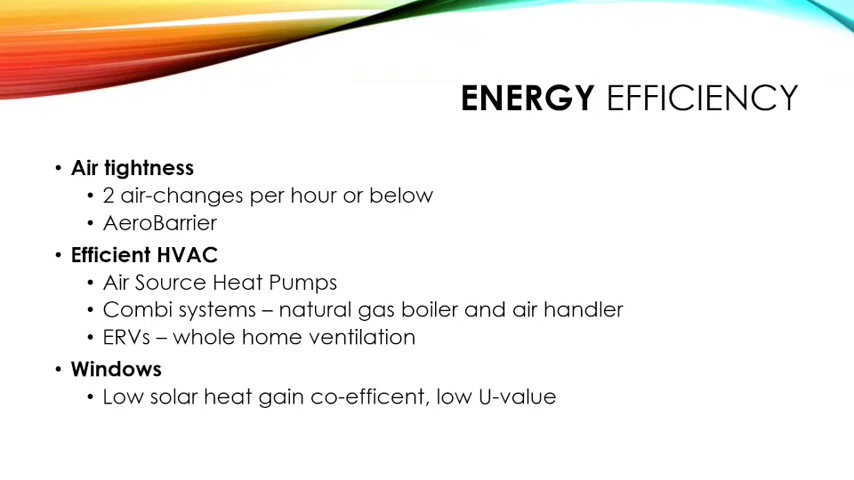 ENERGY EFFICIENCY
• Air tightness
• 2 air-changes per hour or below
• AeroBarrier
• Efficient HVAC
• Air Source Heat Pumps
• Combi systems – natural gas boiler and air handler
• ERVs – whole home ventilation
• Windows
• Low solar heat gain co-efficent, low U-value